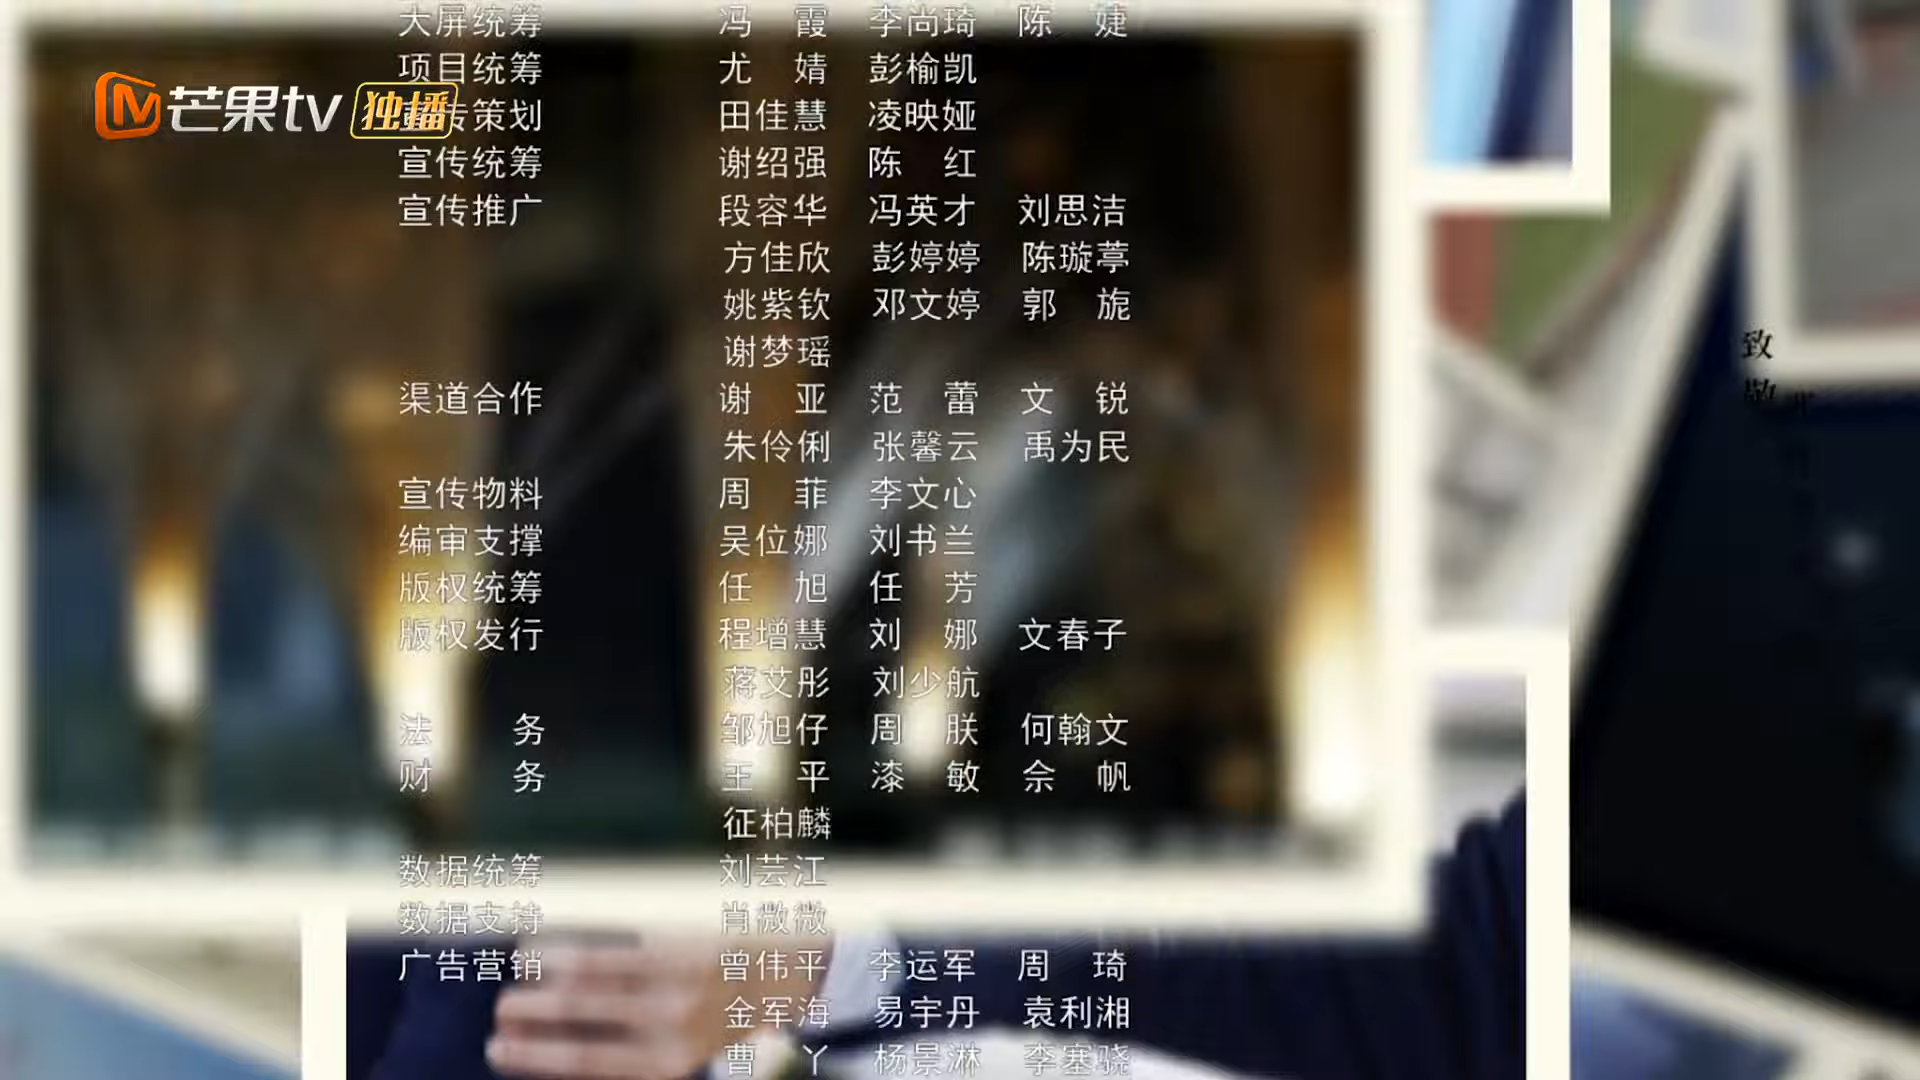 大屏统筹 冯霞 李尚琦 陈婕
项目统筹 尤婧 彭榆凯
芒果tv 独播
宣传策划 田佳慧 凌映娅
宣传统筹 谢绍强 陈红
宣传推广 段容华 冯英才 刘思洁
方佳欣 彭婷婷 陈璇葶
姚紫钦 邓文婷 郭旎
谢梦瑶
渠道合作 谢亚 范蕾 文锐
朱伶俐 张馨云 禹为民
宣传物料 周菲 李文心
编审支撑 吴位娜 刘书兰
版权统筹 任旭 任芳
版权发行 程增慧 刘娜 文春子
蒋艾彤 刘少航
法务 邹旭仔 周朕 何翰文
财务 王平 漆敏 佘帆
征柏麟
数据统筹 刘芸江
数据支持 肖微微
广告营销 曾伟平 李运军 周琦
金军海 易宇丹 袁利湘
曹丫 杨景淋 李塞骁
致敬